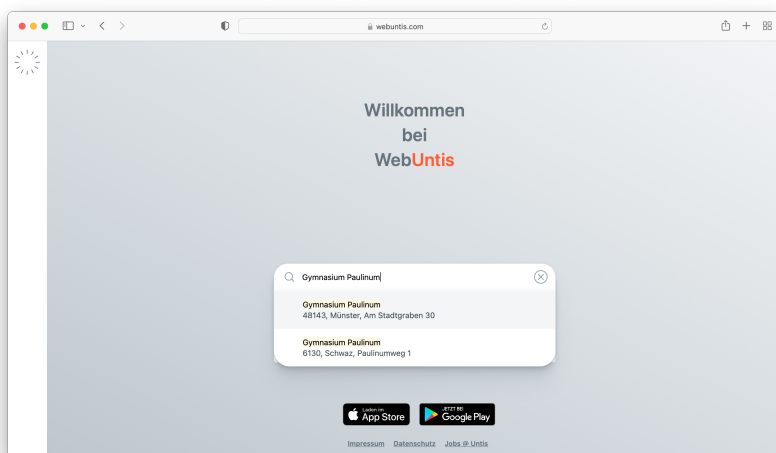 webuntis.com
Willkommen
bei
WebUntis
Gymnasium Paulinum
Gymnasium Paulinum
48143, Münster, Am Stadtgraben 30
Gymnasium Paulinum
6130, Schwaz, Paulinumweg 1
Laden im
App Store
JETZT BEI
Google Play
Impressum Datenschutz Jobs @ Untis